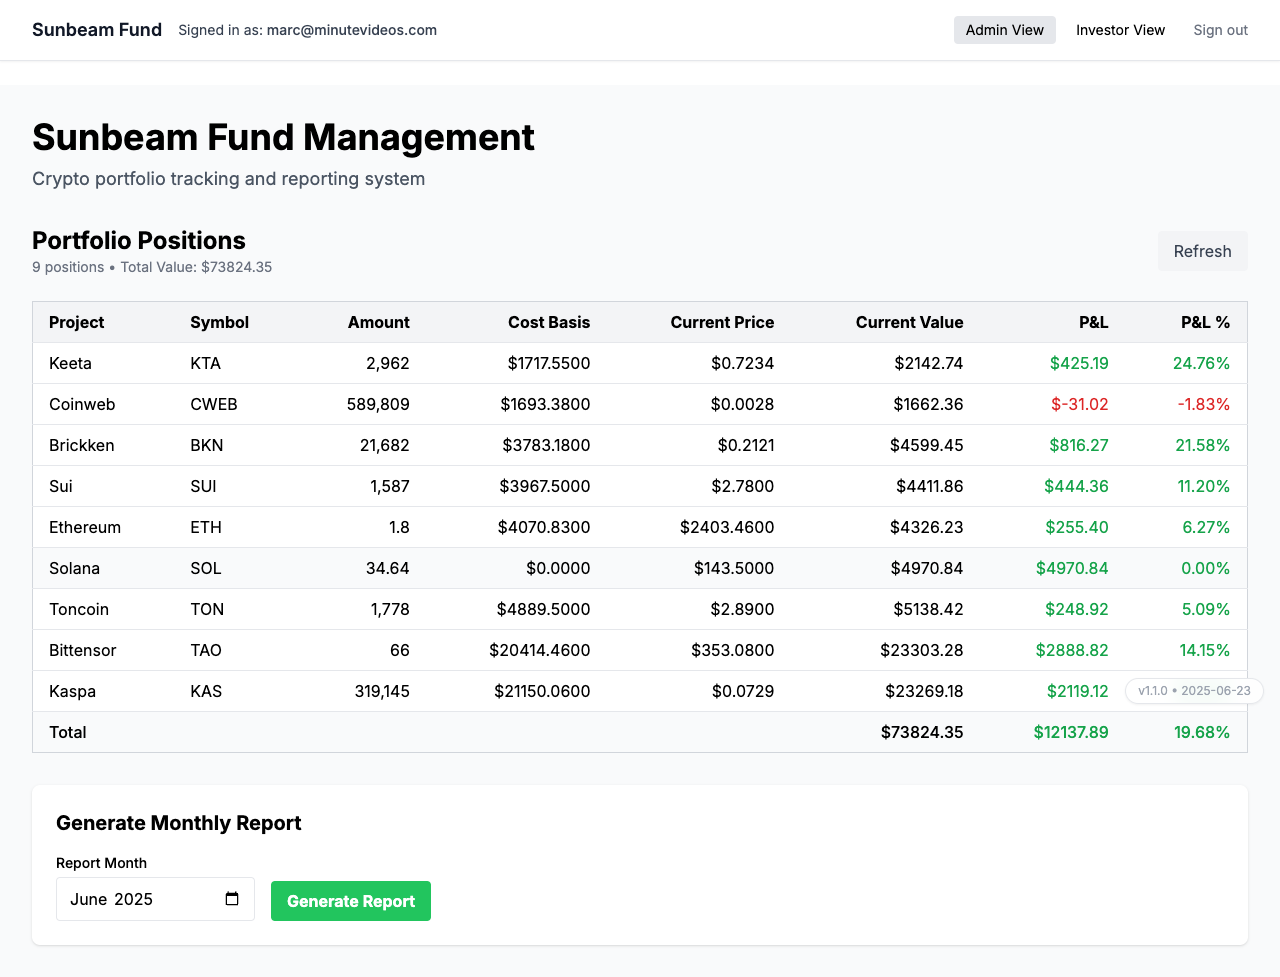 Sunbeam Fund Signed in as: marc@minutevideos.com Admin View Investor View Sign out
Sunbeam Fund Management
Crypto portfolio tracking and reporting system
Portfolio Positions
9 positions • Total Value: $73824.35
Refresh
Project Symbol Amount Cost Basis Current Price Current Value P&L P&L %
Keeta KTA 2,962 $1717.5500 $0.7234 $2142.74 $425.19 24.76%
Coinweb CWEB 589,809 $1693.3800 $0.0028 $1662.36 $-31.02 -1.83%
Brickken BKN 21,682 $3783.1800 $0.2121 $4599.45 $816.27 21.58%
Sui SUI 1,587 $3967.5000 $2.7800 $4411.86 $444.36 11.20%
Ethereum ETH 1.8 $4070.8300 $2403.4600 $4326.23 $255.40 6.27%
Solana SOL 34.64 $0.0000 $143.5000 $4970.84 $4970.84 0.00%
Toncoin TON 1,778 $4889.5000 $2.8900 $5138.42 $248.92 5.09%
Bittensor TAO 66 $20414.4600 $353.0800 $23303.28 $2888.82 14.15%
Kaspa KAS 319,145 $21150.0600 $0.0729 $23269.18 $2119.12 v1.1.0 • 2025-06-23
Total $73824.35 $12137.89 19.68%
Generate Monthly Report
Report Month
June 2025 Generate Report